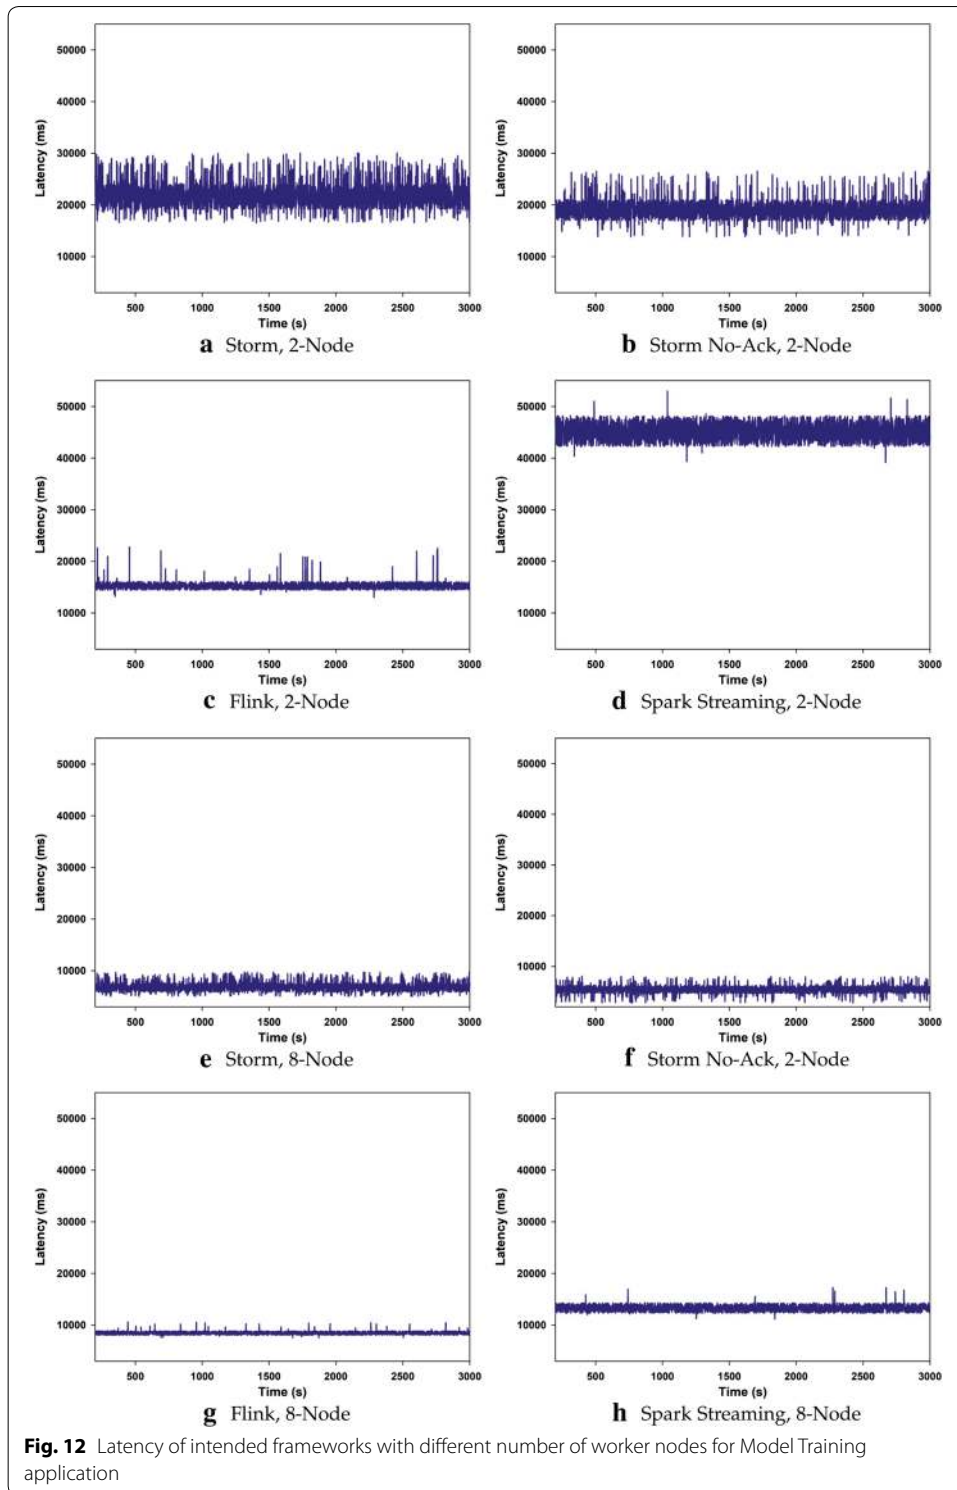 50000
40000
30000
20000
10000
Latency (ms)
500 1000 1500 2000 2500 3000
Time (s)
a Storm, 2-Node
50000
40000
30000
20000
10000
Latency (ms)
500 1000 1500 2000 2500 3000
Time (s)
b Storm No-Ack, 2-Node
50000
40000
30000
20000
10000
Latency (ms)
500 1000 1500 2000 2500 3000
Time (s)
c Flink, 2-Node
50000
40000
30000
20000
10000
Latency (ms)
500 1000 1500 2000 2500 3000
Time (s)
d Spark Streaming, 2-Node
50000
40000
30000
20000
10000
Latency (ms)
500 1000 1500 2000 2500 3000
Time (s)
e Storm, 8-Node
50000
40000
30000
20000
10000
Latency (ms)
500 1000 1500 2000 2500 3000
Time (s)
f Storm No-Ack, 2-Node
50000
40000
30000
20000
10000
Latency (ms)
500 1000 1500 2000 2500 3000
Time (s)
g Flink, 8-Node
50000
40000
30000
20000
10000
Latency (ms)
500 1000 1500 2000 2500 3000
Time (s)
h Spark Streaming, 8-Node
Fig. 12 Latency of intended frameworks with different number of worker nodes for Model Training
application